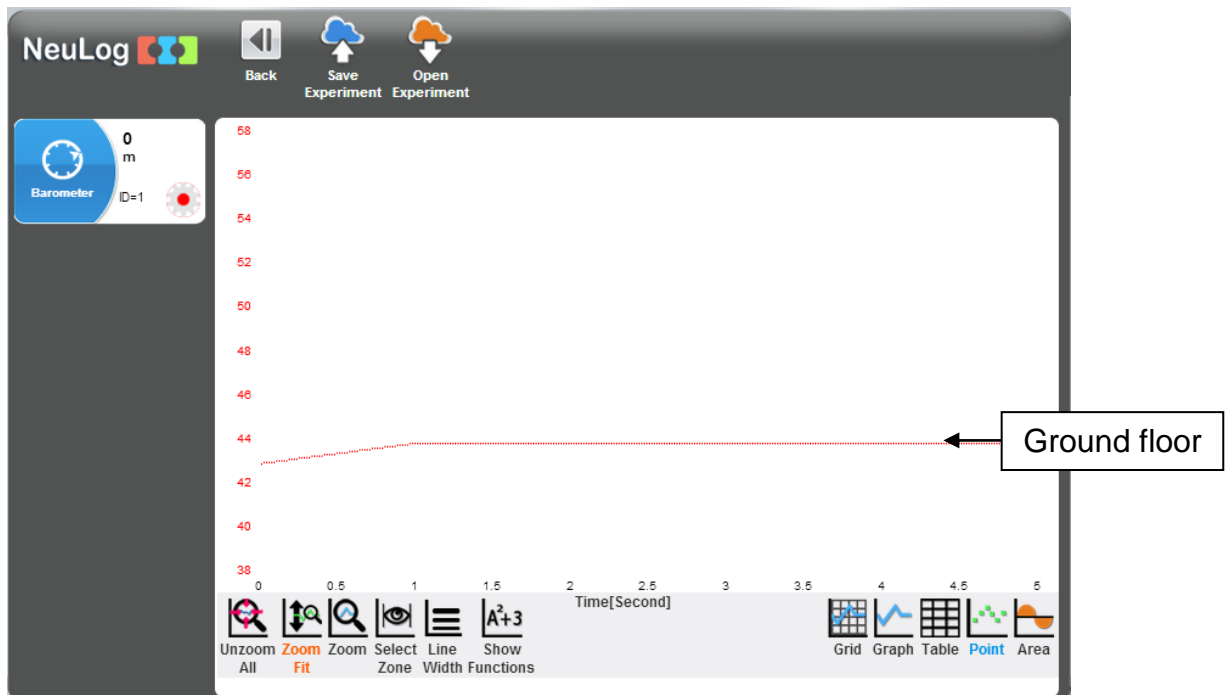 NeuLog
Back
Save
Experiment
Open
Experiment
Barometer
0
m
ID=1
58
56
54
52
50
48
46
44
42
40
38
Ground floor
0 0.5 1 1.5 2 2.5 3 3.5 4 4.5 5
Time[Second]
A²+3
Unzoom
All
Zoom
Fit
Zoom
Select
Zone
Line
Width
Show
Functions
Grid
Graph
Table
Point
Area